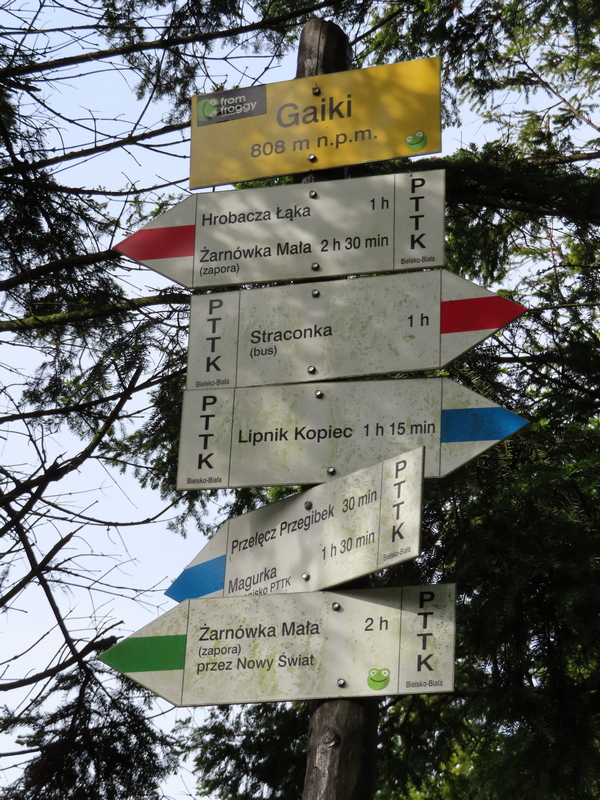 from
froggy
Gaiki
808 m n.p.m.
Hrobacza Łąka 1 h
Żarnówka Mała 2 h 30 min
(zapora)
PTTK
Bielsko-Biała
PTTK
Bielsko-Biała
Straconka 1 h
(bus)
PTTK
Bielsko-Biała
Lipnik Kopiec 1 h 15 min
Przełęcz Przegibek 30 min
Magurka 1 h 30 min
PTTK
PTTK
Bielsko-Biała
Żarnówka Mała 2 h
(zapora)
przez Nowy Świat
PTTK
Bielsko-Biała